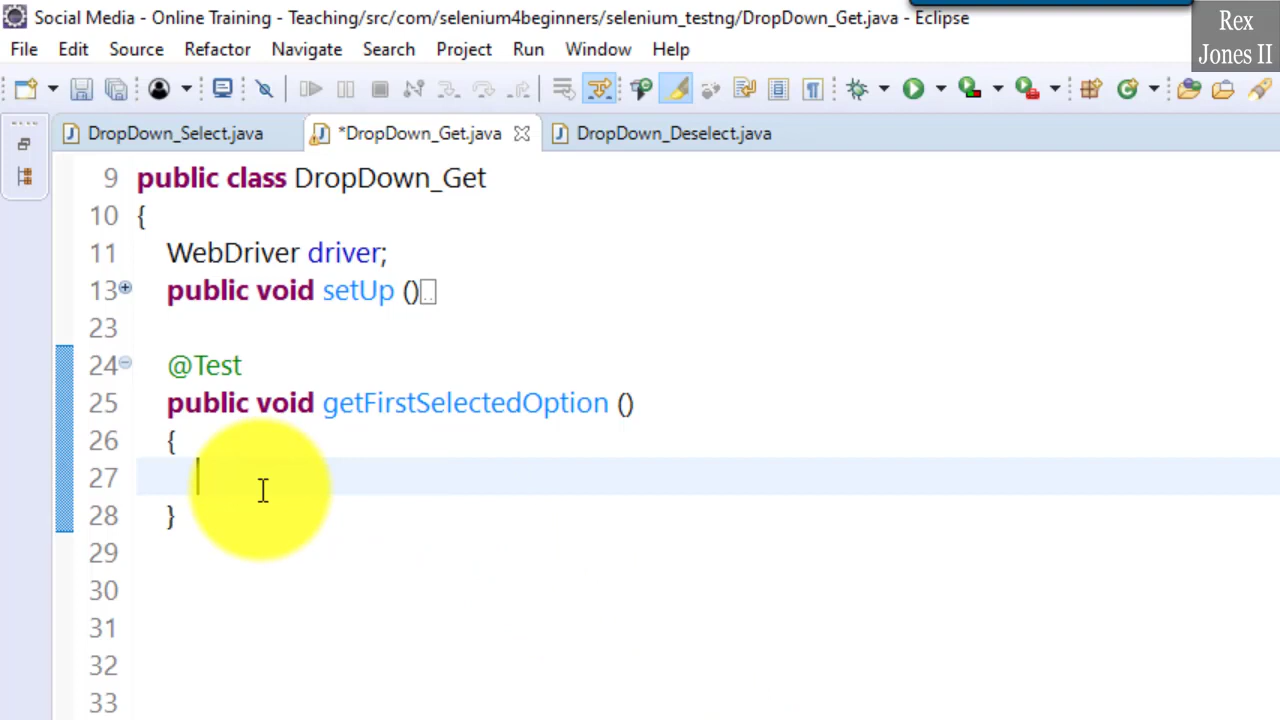 Social Media - Online Training - Teaching/src/com/selenium4beginners/selenium_testng/DropDown_Get.java - Eclipse
Rex
Jones II
File Edit Source Refactor Navigate Search Project Run Window Help
DropDown_Select.java *DropDown_Get.java DropDown_Deselect.java
9 public class DropDown_Get
10 {
11 WebDriver driver;
13 public void setUp ()
23
24 @Test
25 public void getFirstSelectedOption ()
26 {
27
28 }
29
30
31
32
33